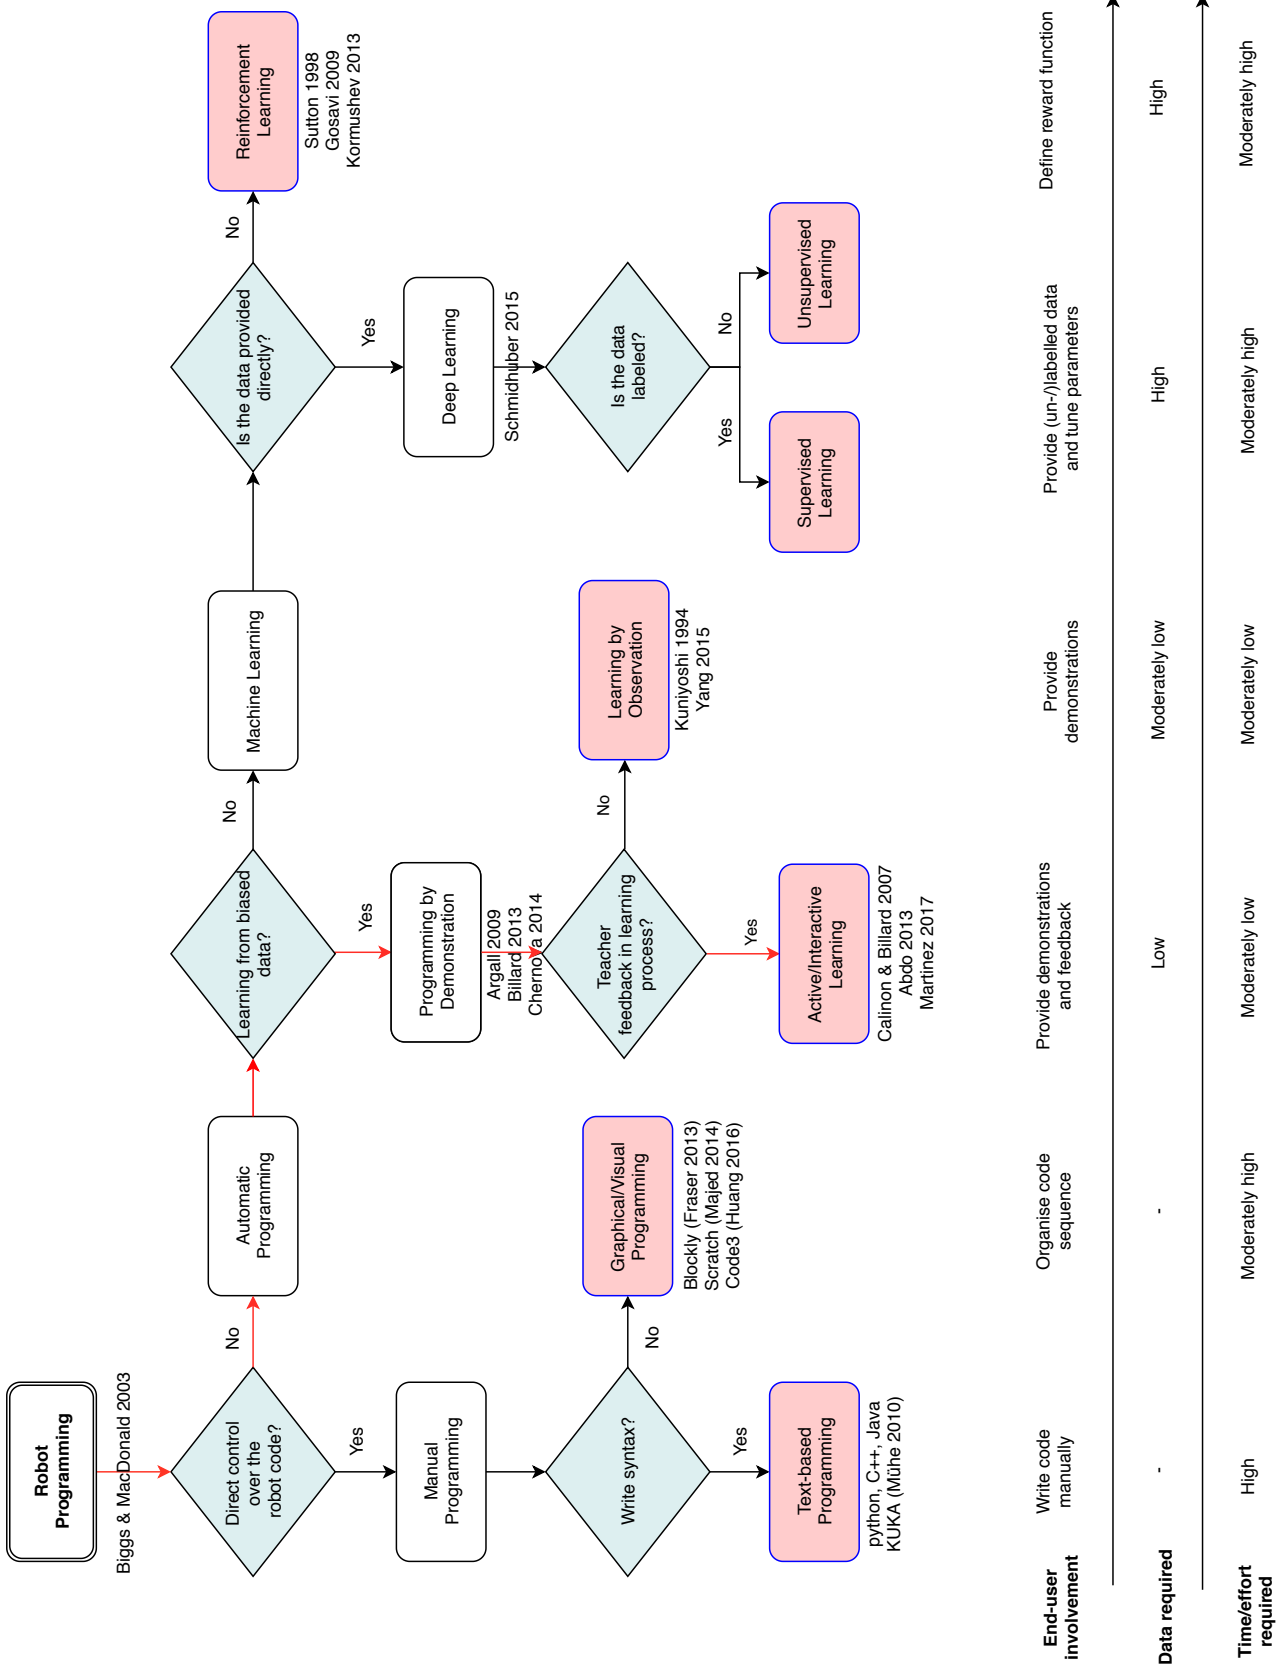 Robot
Programming
Biggs & MacDonald 2003
Direct control
over the
robot code?
No
Yes
Automatic
Programming
Manual
Programming
Write syntax?
No
Yes
Graphical/Visual
Programming
Blockly (Fraser 2013)
Scratch (Majed 2014)
Code3 (Huang 2016)
Text-based
Programming
python, C++, Java
KUKA (Mühe 2010)
Learning from biased
data?
No
Yes
Programming by
Demonstration
Argall 2009
Billard 2013
Chernova 2014
Teacher
feedback in learning
process?
No
Yes
Learning by
Observation
Kuniyoshi 1994
Yang 2015
Active/Interactive
Learning
Calinon & Billard 2007
Abdo 2013
Martinez 2017
Machine Learning
Is the data provided
directly?
No
Yes
Reinforcement
Learning
Sutton 1998
Gosavi 2009
Kormushev 2013
Deep Learning
Schmidhuber 2015
Is the data
labeled?
Yes
No
Supervised
Learning
Unsupervised
Learning
End-user
involvement
Write code
manually
Organise code
sequence
Provide demonstrations
and feedback
Provide
demonstrations
Provide (un-/)labelled data
and tune parameters
Define reward function
Data required
-
-
Low
Moderately low
High
High
Time/effort
required
High
Moderately high
Moderately low
Moderately low
Moderately high
Moderately high